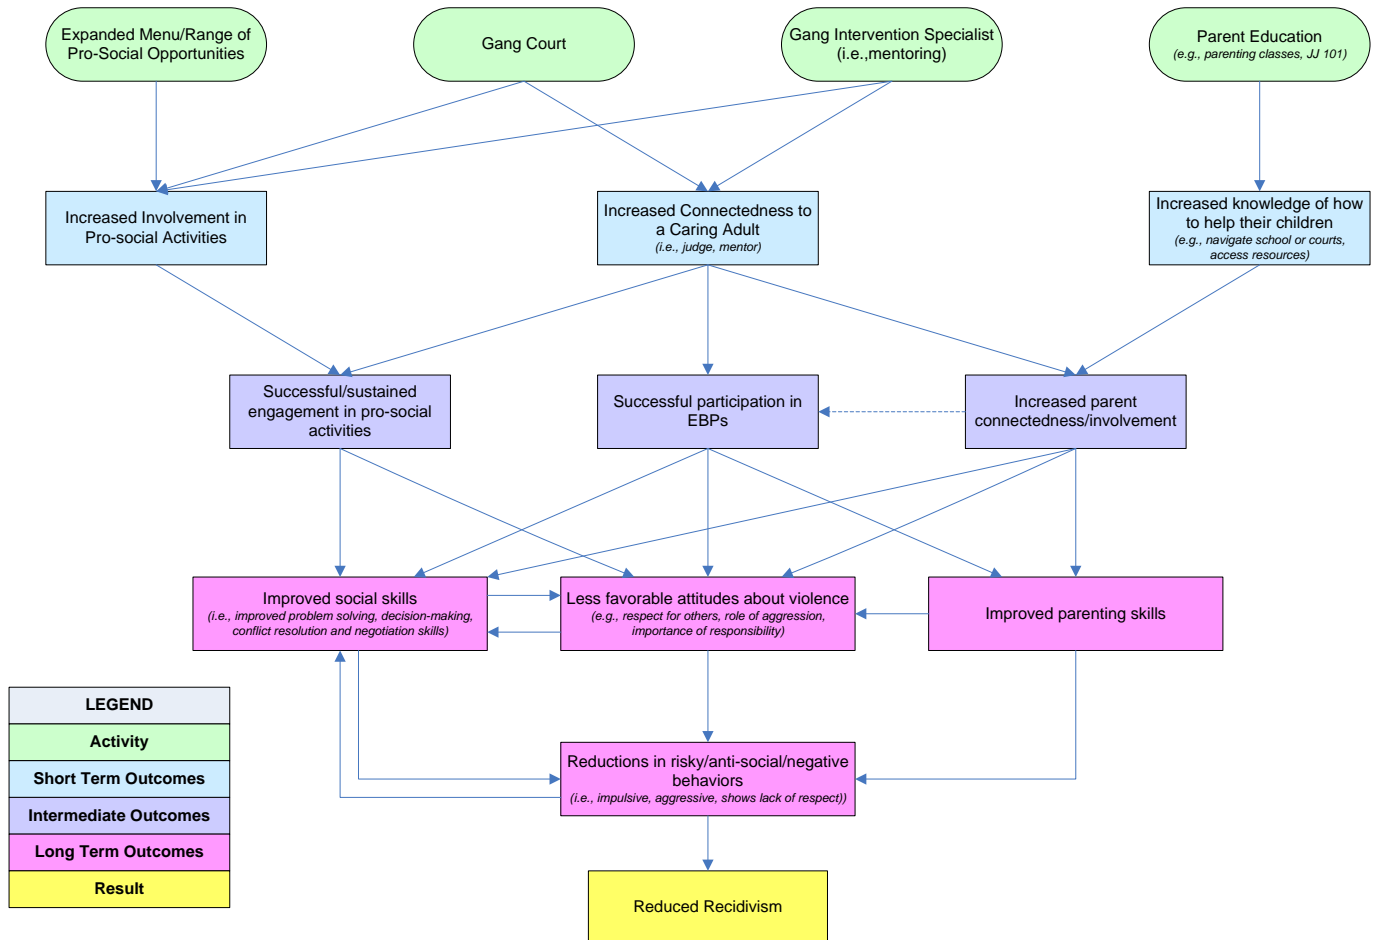 Expanded Menu/Range of
Pro-Social Opportunities
Gang Court
Gang Intervention Specialist
(i.e.,mentoring)
Parent Education
(e.g., parenting classes, JJ 101)
Increased Involvement in
Pro-social Activities
Increased Connectedness to
a Caring Adult
(i.e., judge, mentor)
Increased knowledge of how
to help their children
(e.g., navigate school or courts,
access resources)
Successful/sustained
engagement in pro-social
activities
Successful participation in
EBPs
Increased parent
connectedness/involvement
Improved social skills
(i.e., improved problem solving, decision-making,
conflict resolution and negotiation skills)
Less favorable attitudes about violence
(e.g., respect for others, role of aggression,
importance of responsibility)
Improved parenting skills
LEGEND
Activity
Short Term Outcomes
Intermediate Outcomes
Long Term Outcomes
Result
Reductions in risky/anti-social/negative
behaviors
(i.e., impulsive, aggressive, shows lack of respect))
Reduced Recidivism